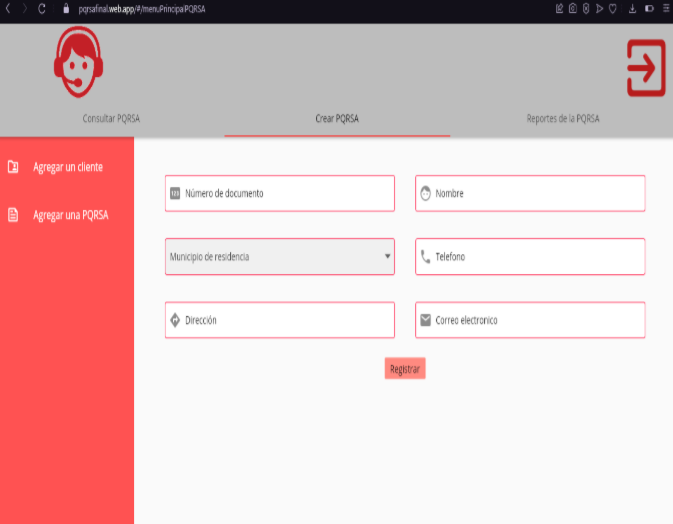 pqrsafinal.web.app/#/menuPrincipalPQRSA
Consultar PQRSA
Crear PQRSA
Reportes de la PQRSA
Agregar un cliente
Agregar una PQRSA
123 Número de documento
Nombre
Municipio de residencia
Telefono
Dirección
Correo electronico
Registrar